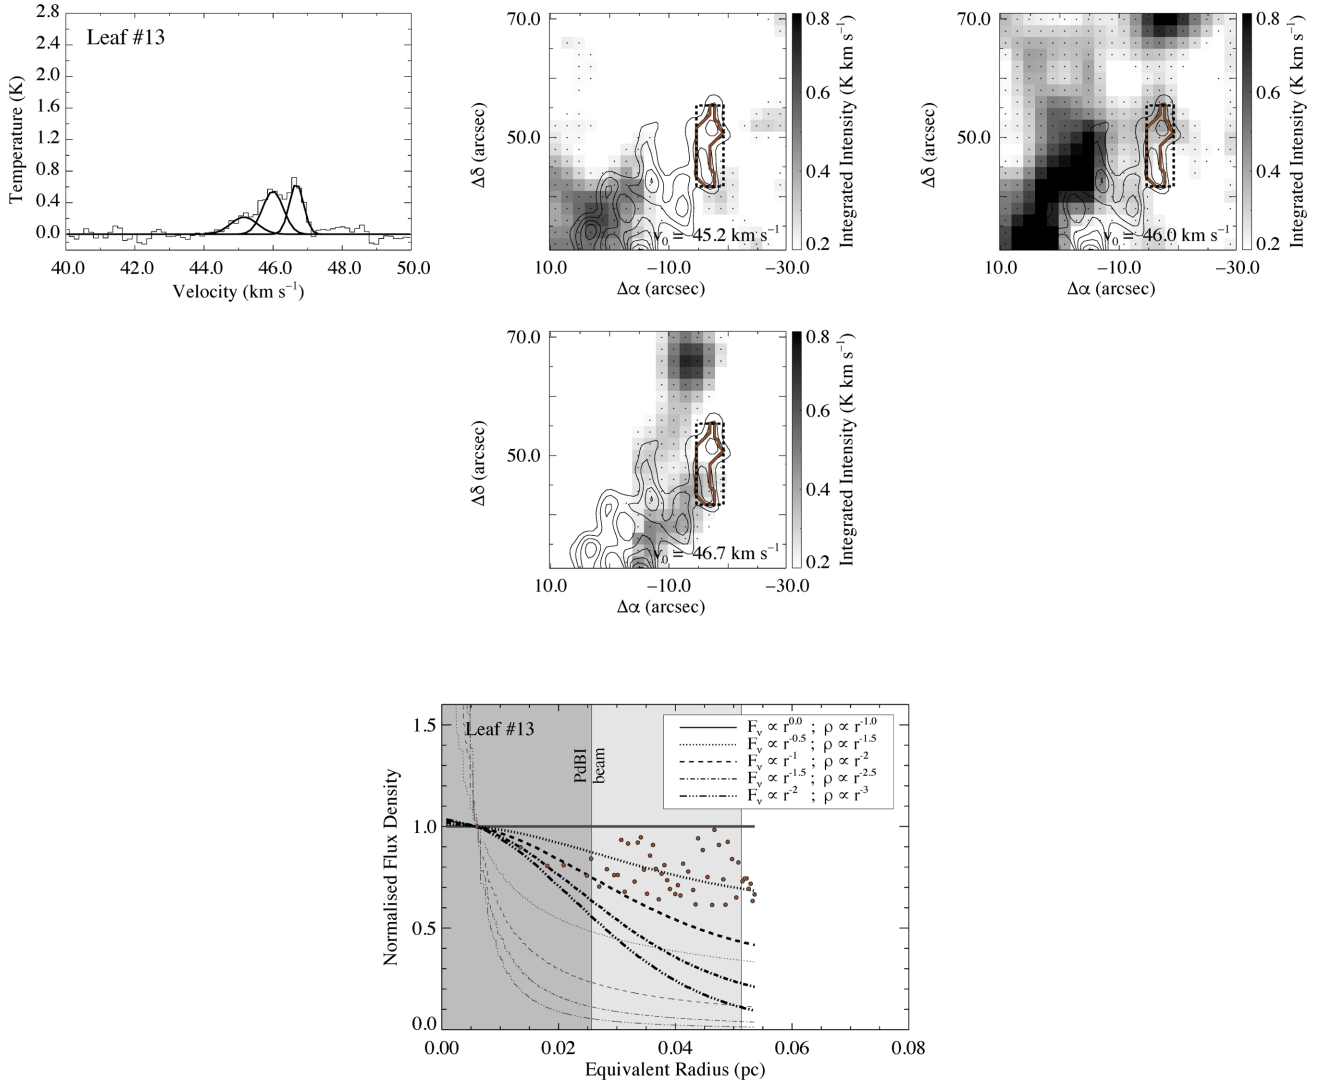 Leaf #13
Temperature (K)
2.8
2.4
2.0
1.6
1.2
0.8
0.4
0.0
40.0 42.0 44.0 46.0 48.0 50.0
Velocity (km s⁻¹)
Δδ (arcsec)
70.0
50.0
v₀ = 45.2 km s⁻¹
10.0 −10.0 −30.0
Δα (arcsec)
0.8
0.6
0.4
0.2
Integrated Intensity (K km s⁻¹)
Δδ (arcsec)
70.0
50.0
v₀ = 46.0 km s⁻¹
10.0 −10.0 −30.0
Δα (arcsec)
0.8
0.6
0.4
0.2
Integrated Intensity (K km s⁻¹)
Δδ (arcsec)
70.0
50.0
v₀ = 46.7 km s⁻¹
10.0 −10.0 −30.0
Δα (arcsec)
0.8
0.6
0.4
0.2
Integrated Intensity (K km s⁻¹)
Leaf #13
PdBI
beam
F_ν ∝ r^0.0 ; ρ ∝ r^-1.0
F_ν ∝ r^-0.5 ; ρ ∝ r^-1.5
F_ν ∝ r^-1 ; ρ ∝ r^-2
F_ν ∝ r^-1.5 ; ρ ∝ r^-2.5
F_ν ∝ r^-2 ; ρ ∝ r^-3
Normalised Flux Density
1.5
1.0
0.5
0.0
0.00 0.02 0.04 0.06 0.08
Equivalent Radius (pc)